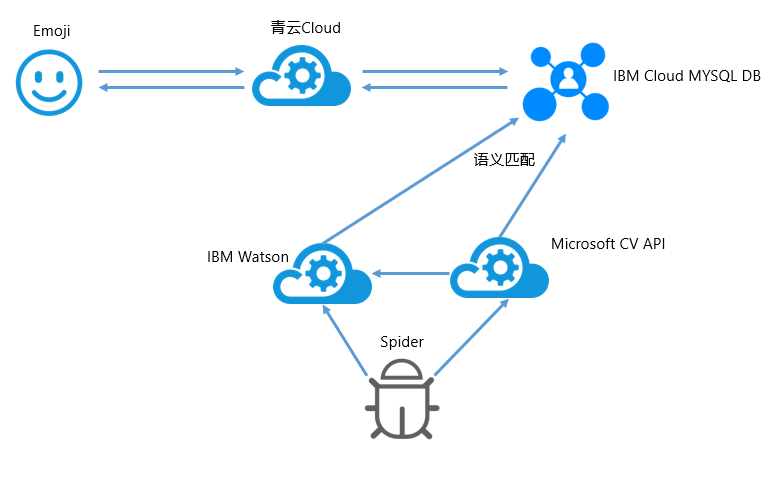 Emoji
青云Cloud
IBM Cloud MYSQL DB
语义匹配
IBM Watson
Microsoft CV API
Spider